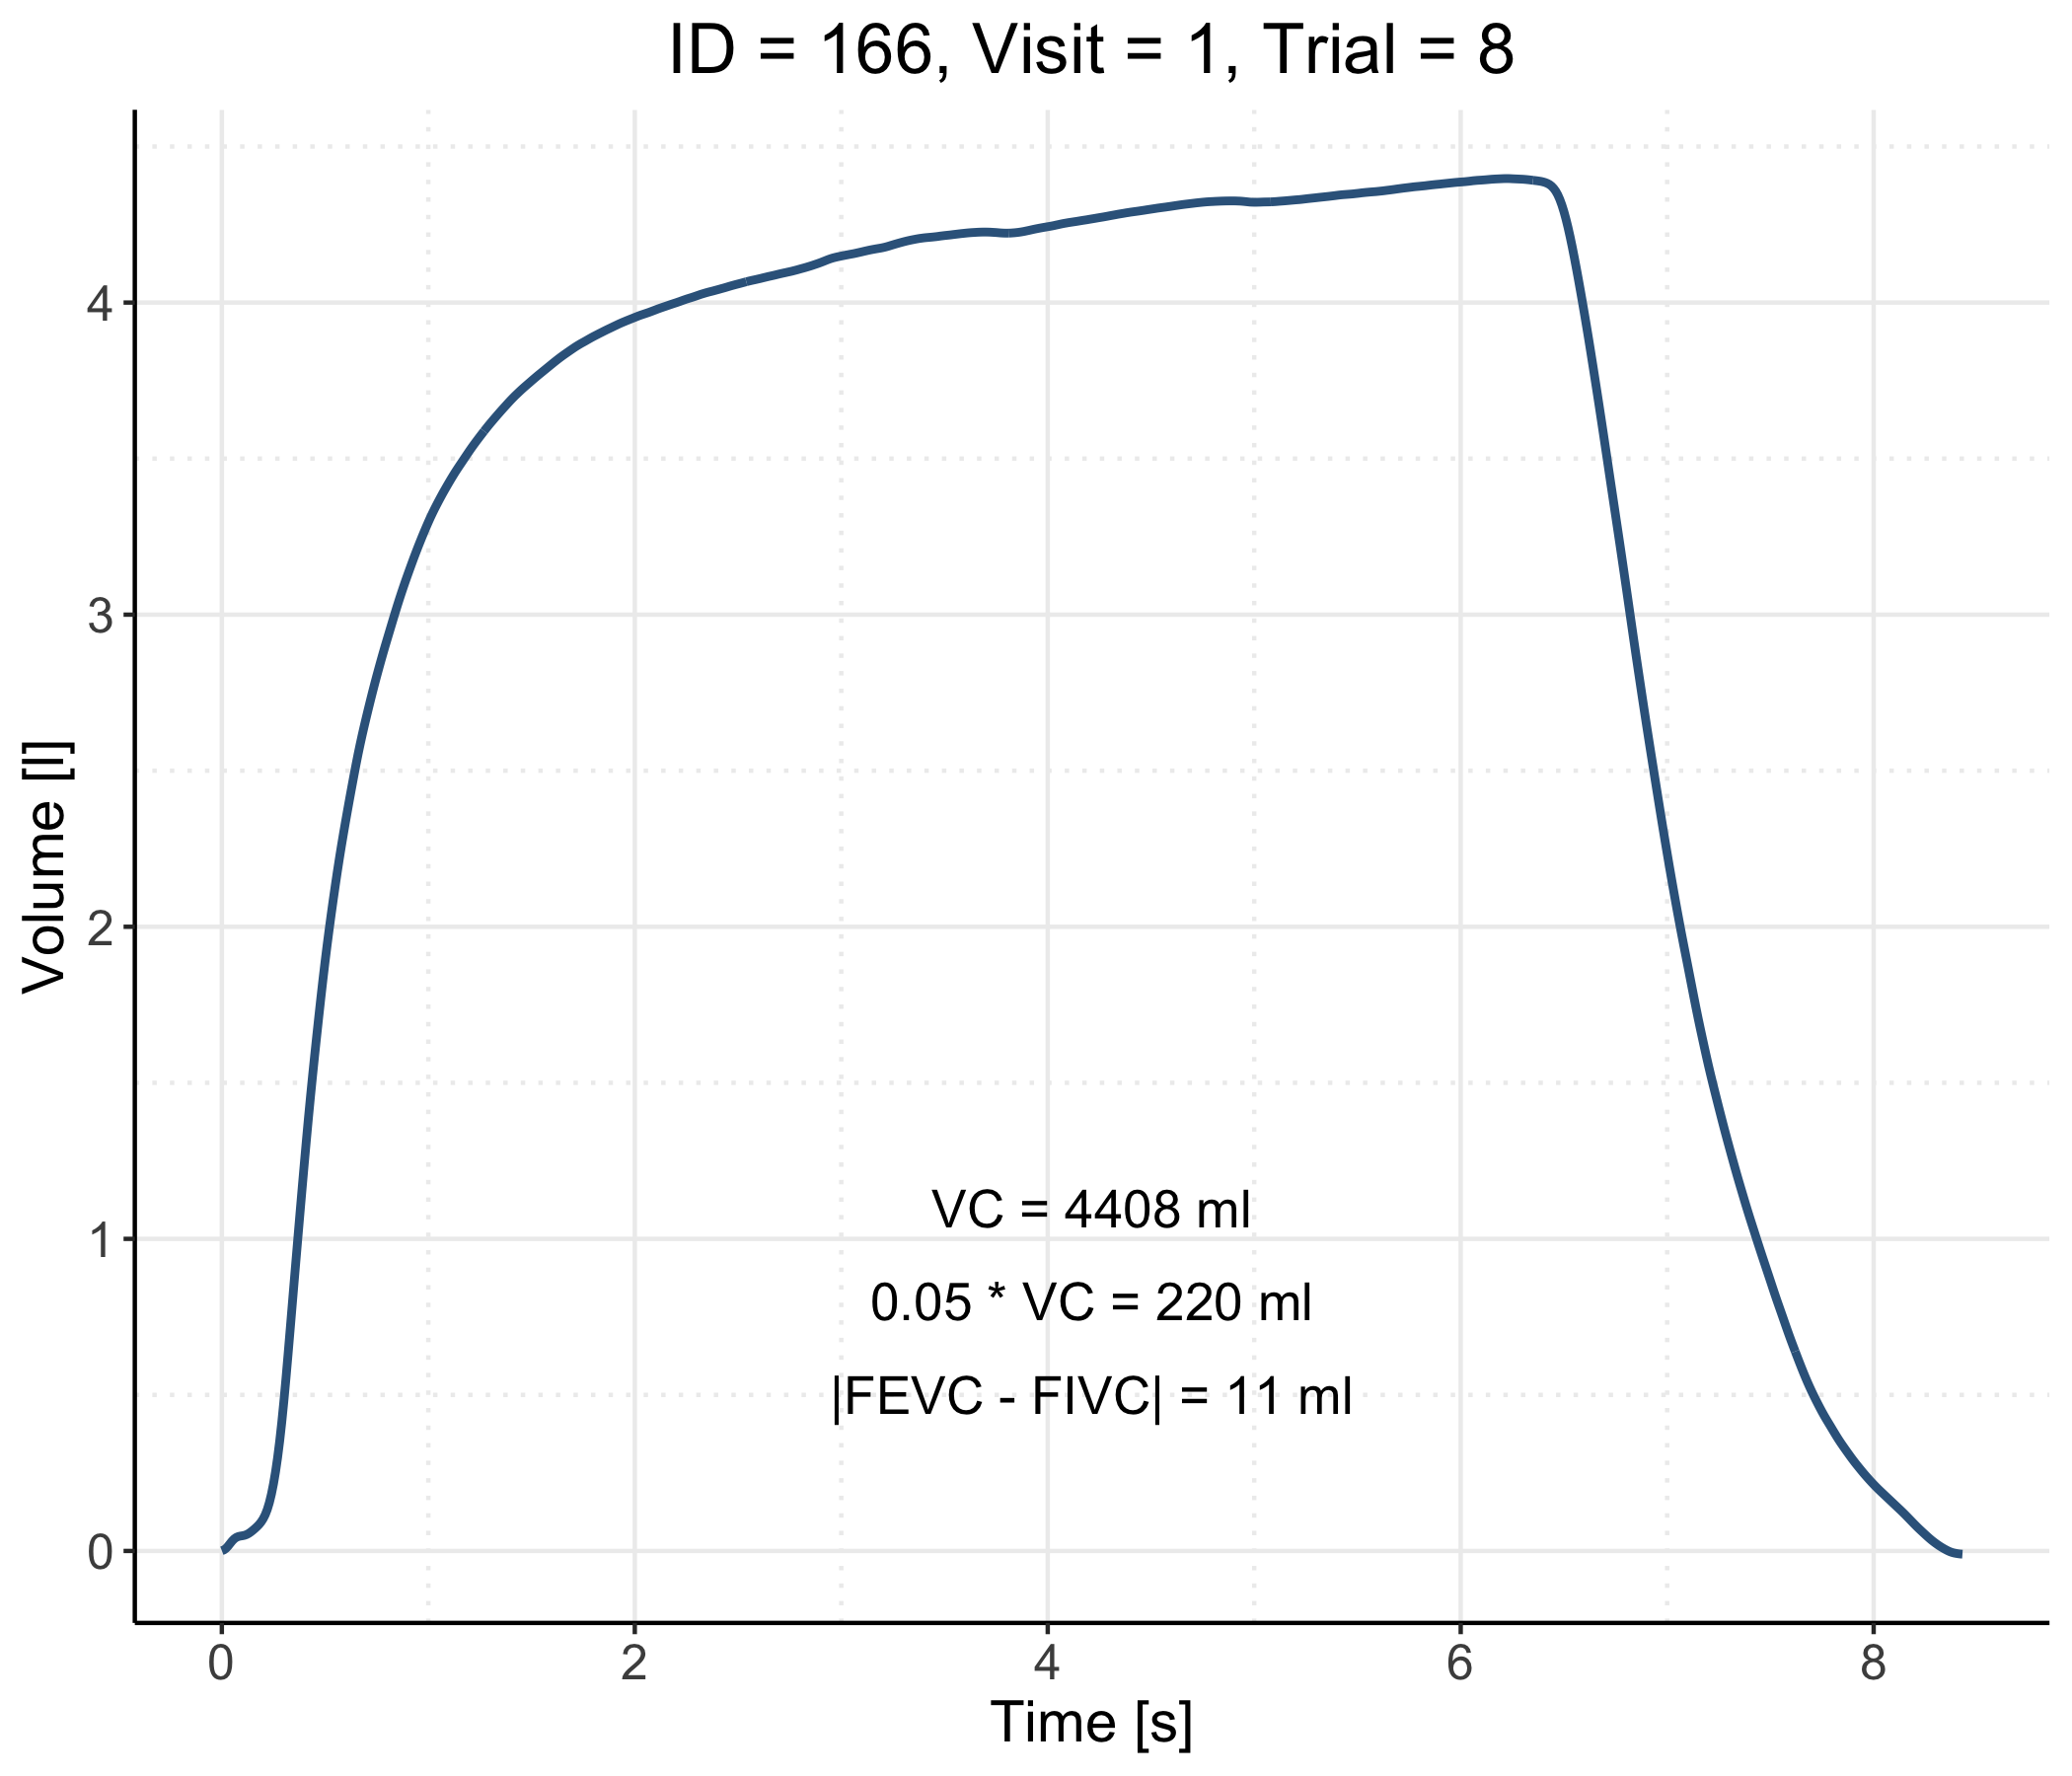 ID = 166, Visit = 1, Trial = 8
Volume [l]
4
3
2
1
0
VC = 4408 ml
0.05 * VC = 220 ml
|FEVC - FIVC| = 11 ml
0 2 4 6 8
Time [s]